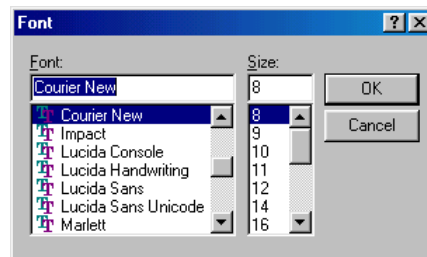 Font
Font:
Size:
Courier New
8
OK
Cancel
Courier New
Impact
Lucida Console
Lucida Handwriting
Lucida Sans
Lucida Sans Unicode
Marlett
8
9
10
11
12
14
16